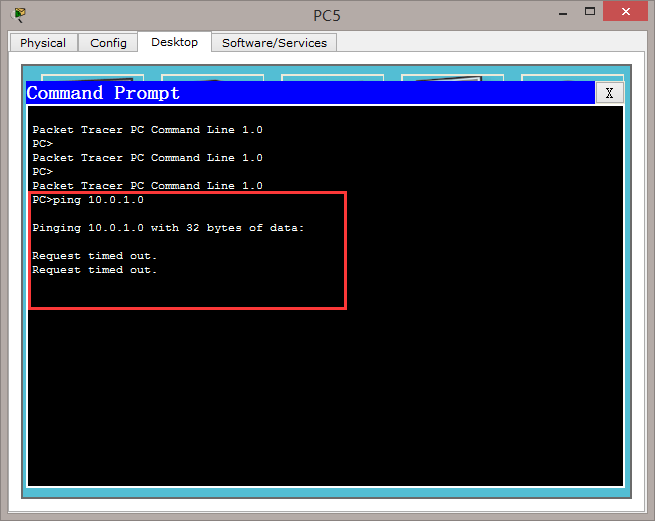 PC5
Physical Config Desktop Software/Services
Command Prompt X
Packet Tracer PC Command Line 1.0
PC>
Packet Tracer PC Command Line 1.0
PC>
Packet Tracer PC Command Line 1.0
PC>ping 10.0.1.0
Pinging 10.0.1.0 with 32 bytes of data:
Request timed out.
Request timed out.